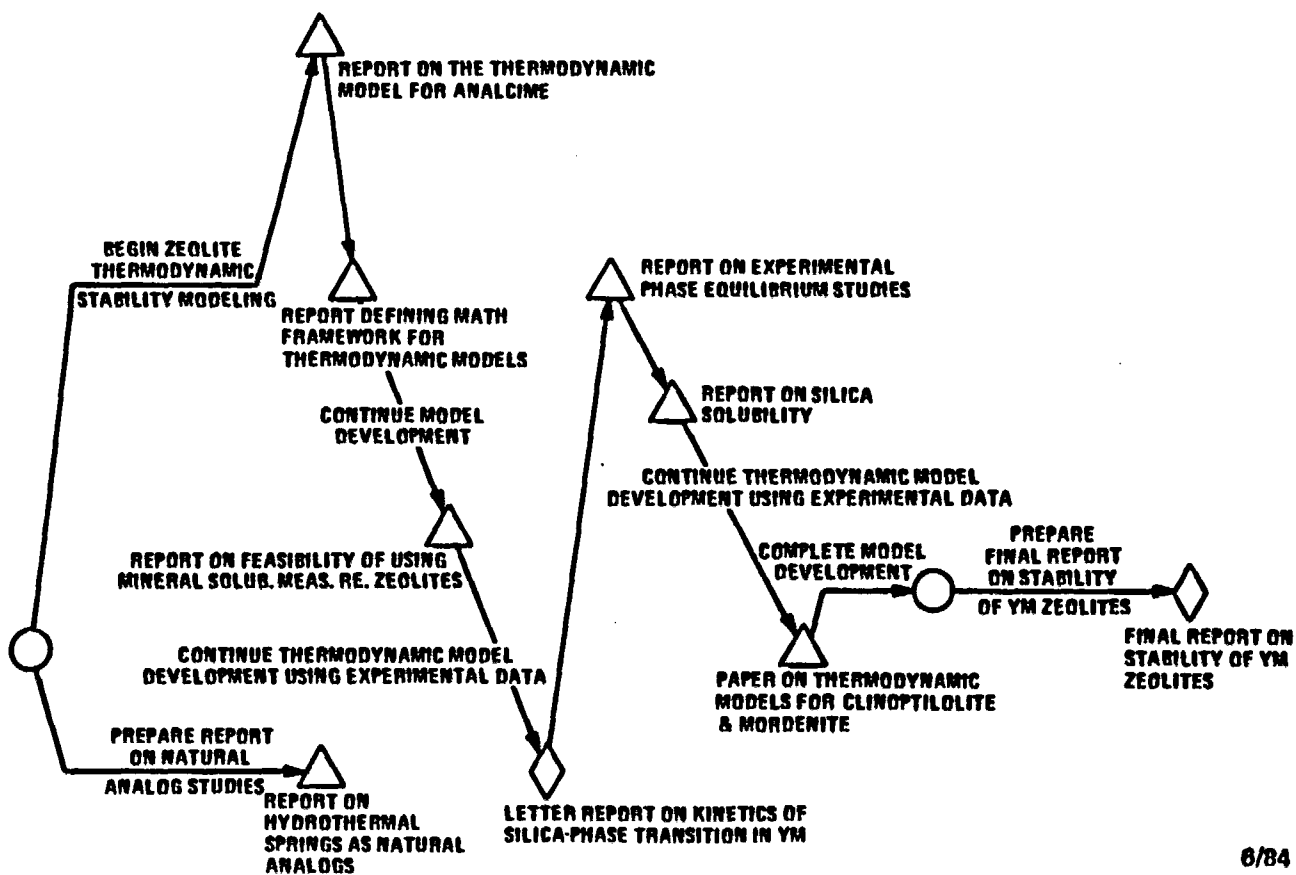 REPORT ON THE THERMODYNAMIC
MODEL FOR ANALCIME
BEGIN ZEOLITE
THERMODYNAMIC
STABILITY MODELING
REPORT DEFINING MATH
FRAMEWORK FOR
THERMODYNAMIC MODELS
CONTINUE MODEL
DEVELOPMENT
REPORT ON FEASIBILITY OF USING
MINERAL SOLUB. MEAS. RE. ZEOLITES
CONTINUE THERMODYNAMIC MODEL
DEVELOPMENT USING EXPERIMENTAL DATA
PREPARE REPORT
ON NATURAL
ANALOG STUDIES
REPORT ON
HYDROTHERMAL
SPRINGS AS NATURAL
ANALOGS
LETTER REPORT ON KINETICS OF
SILICA-PHASE TRANSITION IN YM
REPORT ON EXPERIMENTAL
PHASE EQUILIBRIUM STUDIES
REPORT ON SILICA
SOLUBILITY
CONTINUE THERMODYNAMIC MODEL
DEVELOPMENT USING EXPERIMENTAL DATA
COMPLETE MODEL
DEVELOPMENT
PAPER ON THERMODYNAMIC
MODELS FOR CLINOPTILOLITE
& MORDENITE
PREPARE
FINAL REPORT
ON STABILITY
OF YM ZEOLITES
FINAL REPORT ON
STABILITY OF YM
ZEOLITES
6/84